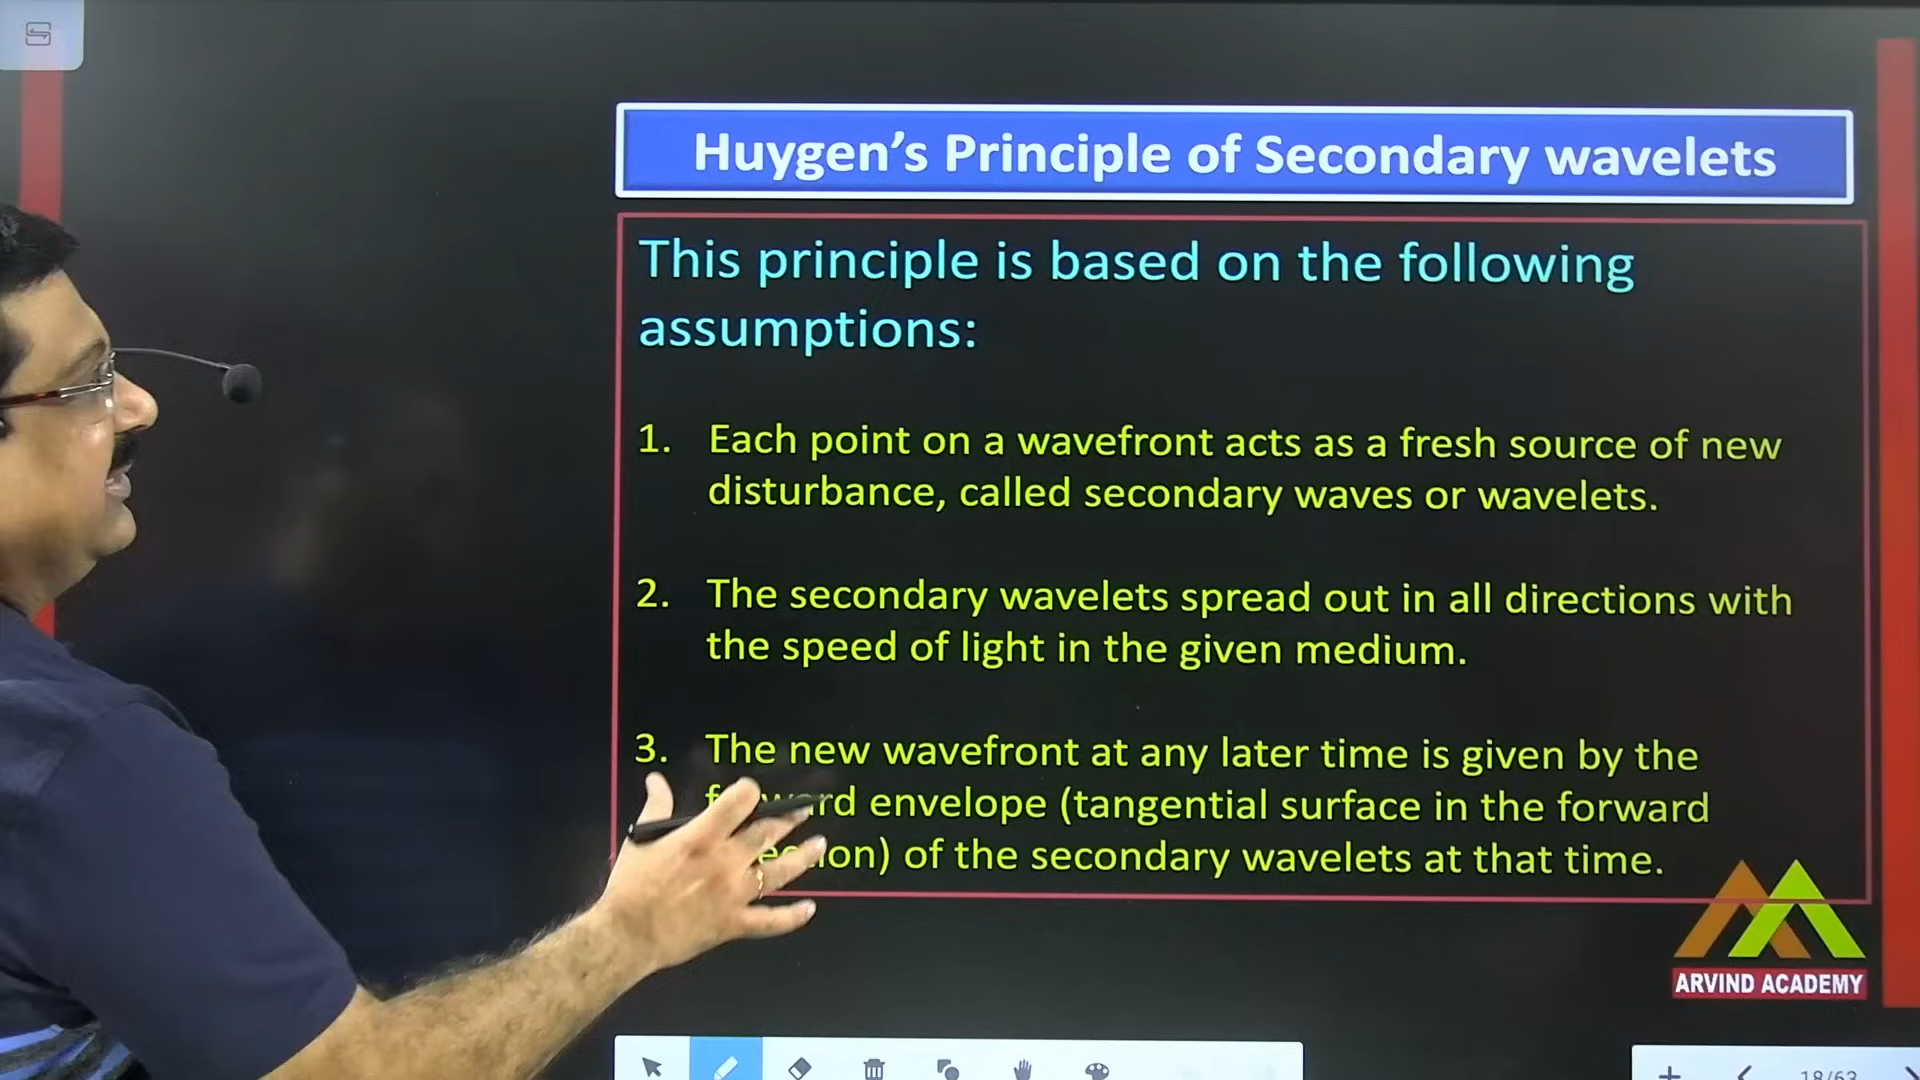 Huygen's Principle of Secondary wavelets
This principle is based on the following
assumptions:
1. Each point on a wavefront acts as a fresh source of new
disturbance, called secondary waves or wavelets.
2. The secondary wavelets spread out in all directions with
the speed of light in the given medium.
3. The new wavefront at any later time is given by the
envelope (tangential surface in the forward
of the secondary wavelets at that time.
ARVIND ACADEMY
18/63